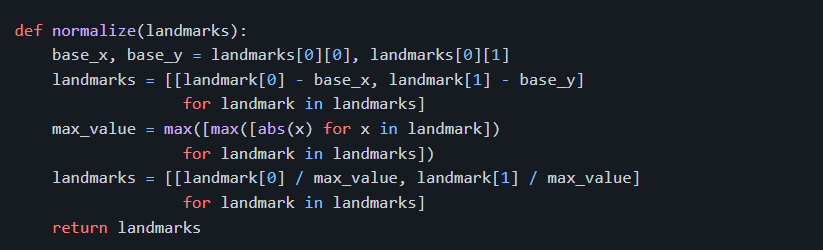 def normalize(landmarks):
    base_x, base_y = landmarks[0][0], landmarks[0][1]
    landmarks = [[landmark[0] - base_x, landmark[1] - base_y]
                 for landmark in landmarks]
    max_value = max([max([abs(x) for x in landmark])
                 for landmark in landmarks])
    landmarks = [[landmark[0] / max_value, landmark[1] / max_value]
                 for landmark in landmarks]
    return landmarks